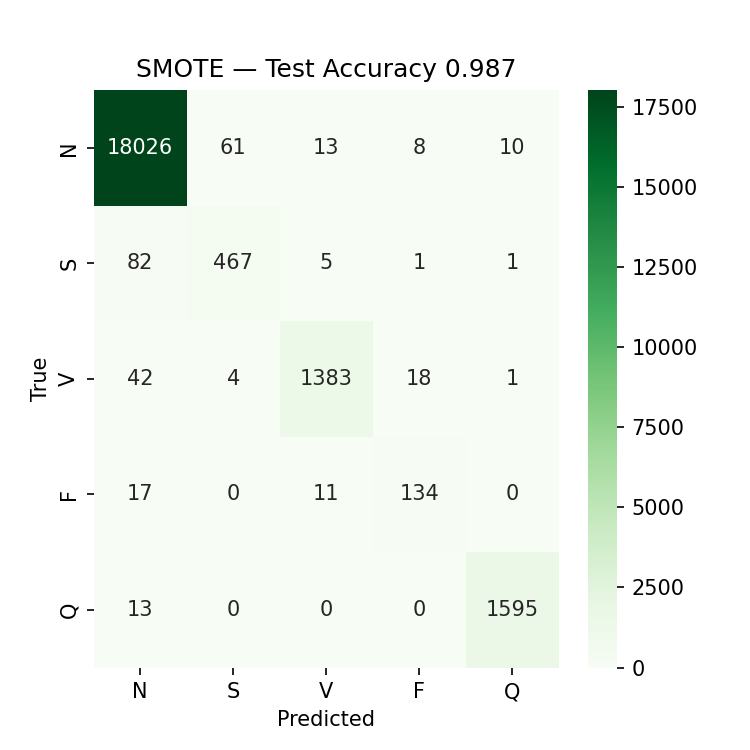 SMOTE — Test Accuracy 0.987
N 18026 61 13 8 10
S 82 467 5 1 1
V 42 4 1383 18 1
F 17 0 11 134 0
Q 13 0 0 0 1595
N S V F Q
Predicted
True
17500
15000
12500
10000
7500
5000
2500
0